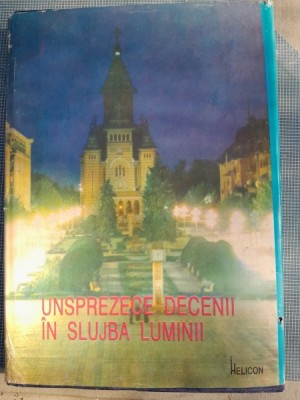 UNSPREZECE DECENII
ÎN SLUJBA LUMINII
HELICON